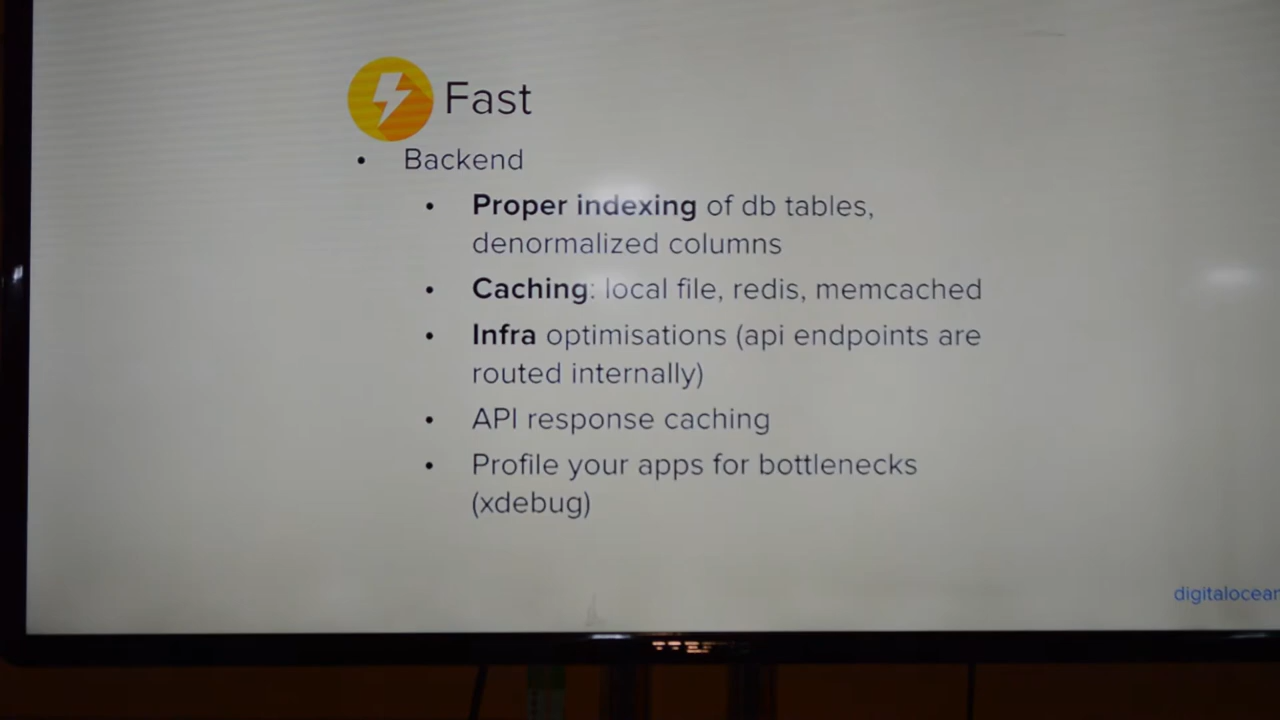 Fast
• Backend
• Proper indexing of db tables,
denormalized columns
• Caching: local file, redis, memcached
• Infra optimisations (api endpoints are
routed internally)
• API response caching
• Profile your apps for bottlenecks
(xdebug)
digitalocean